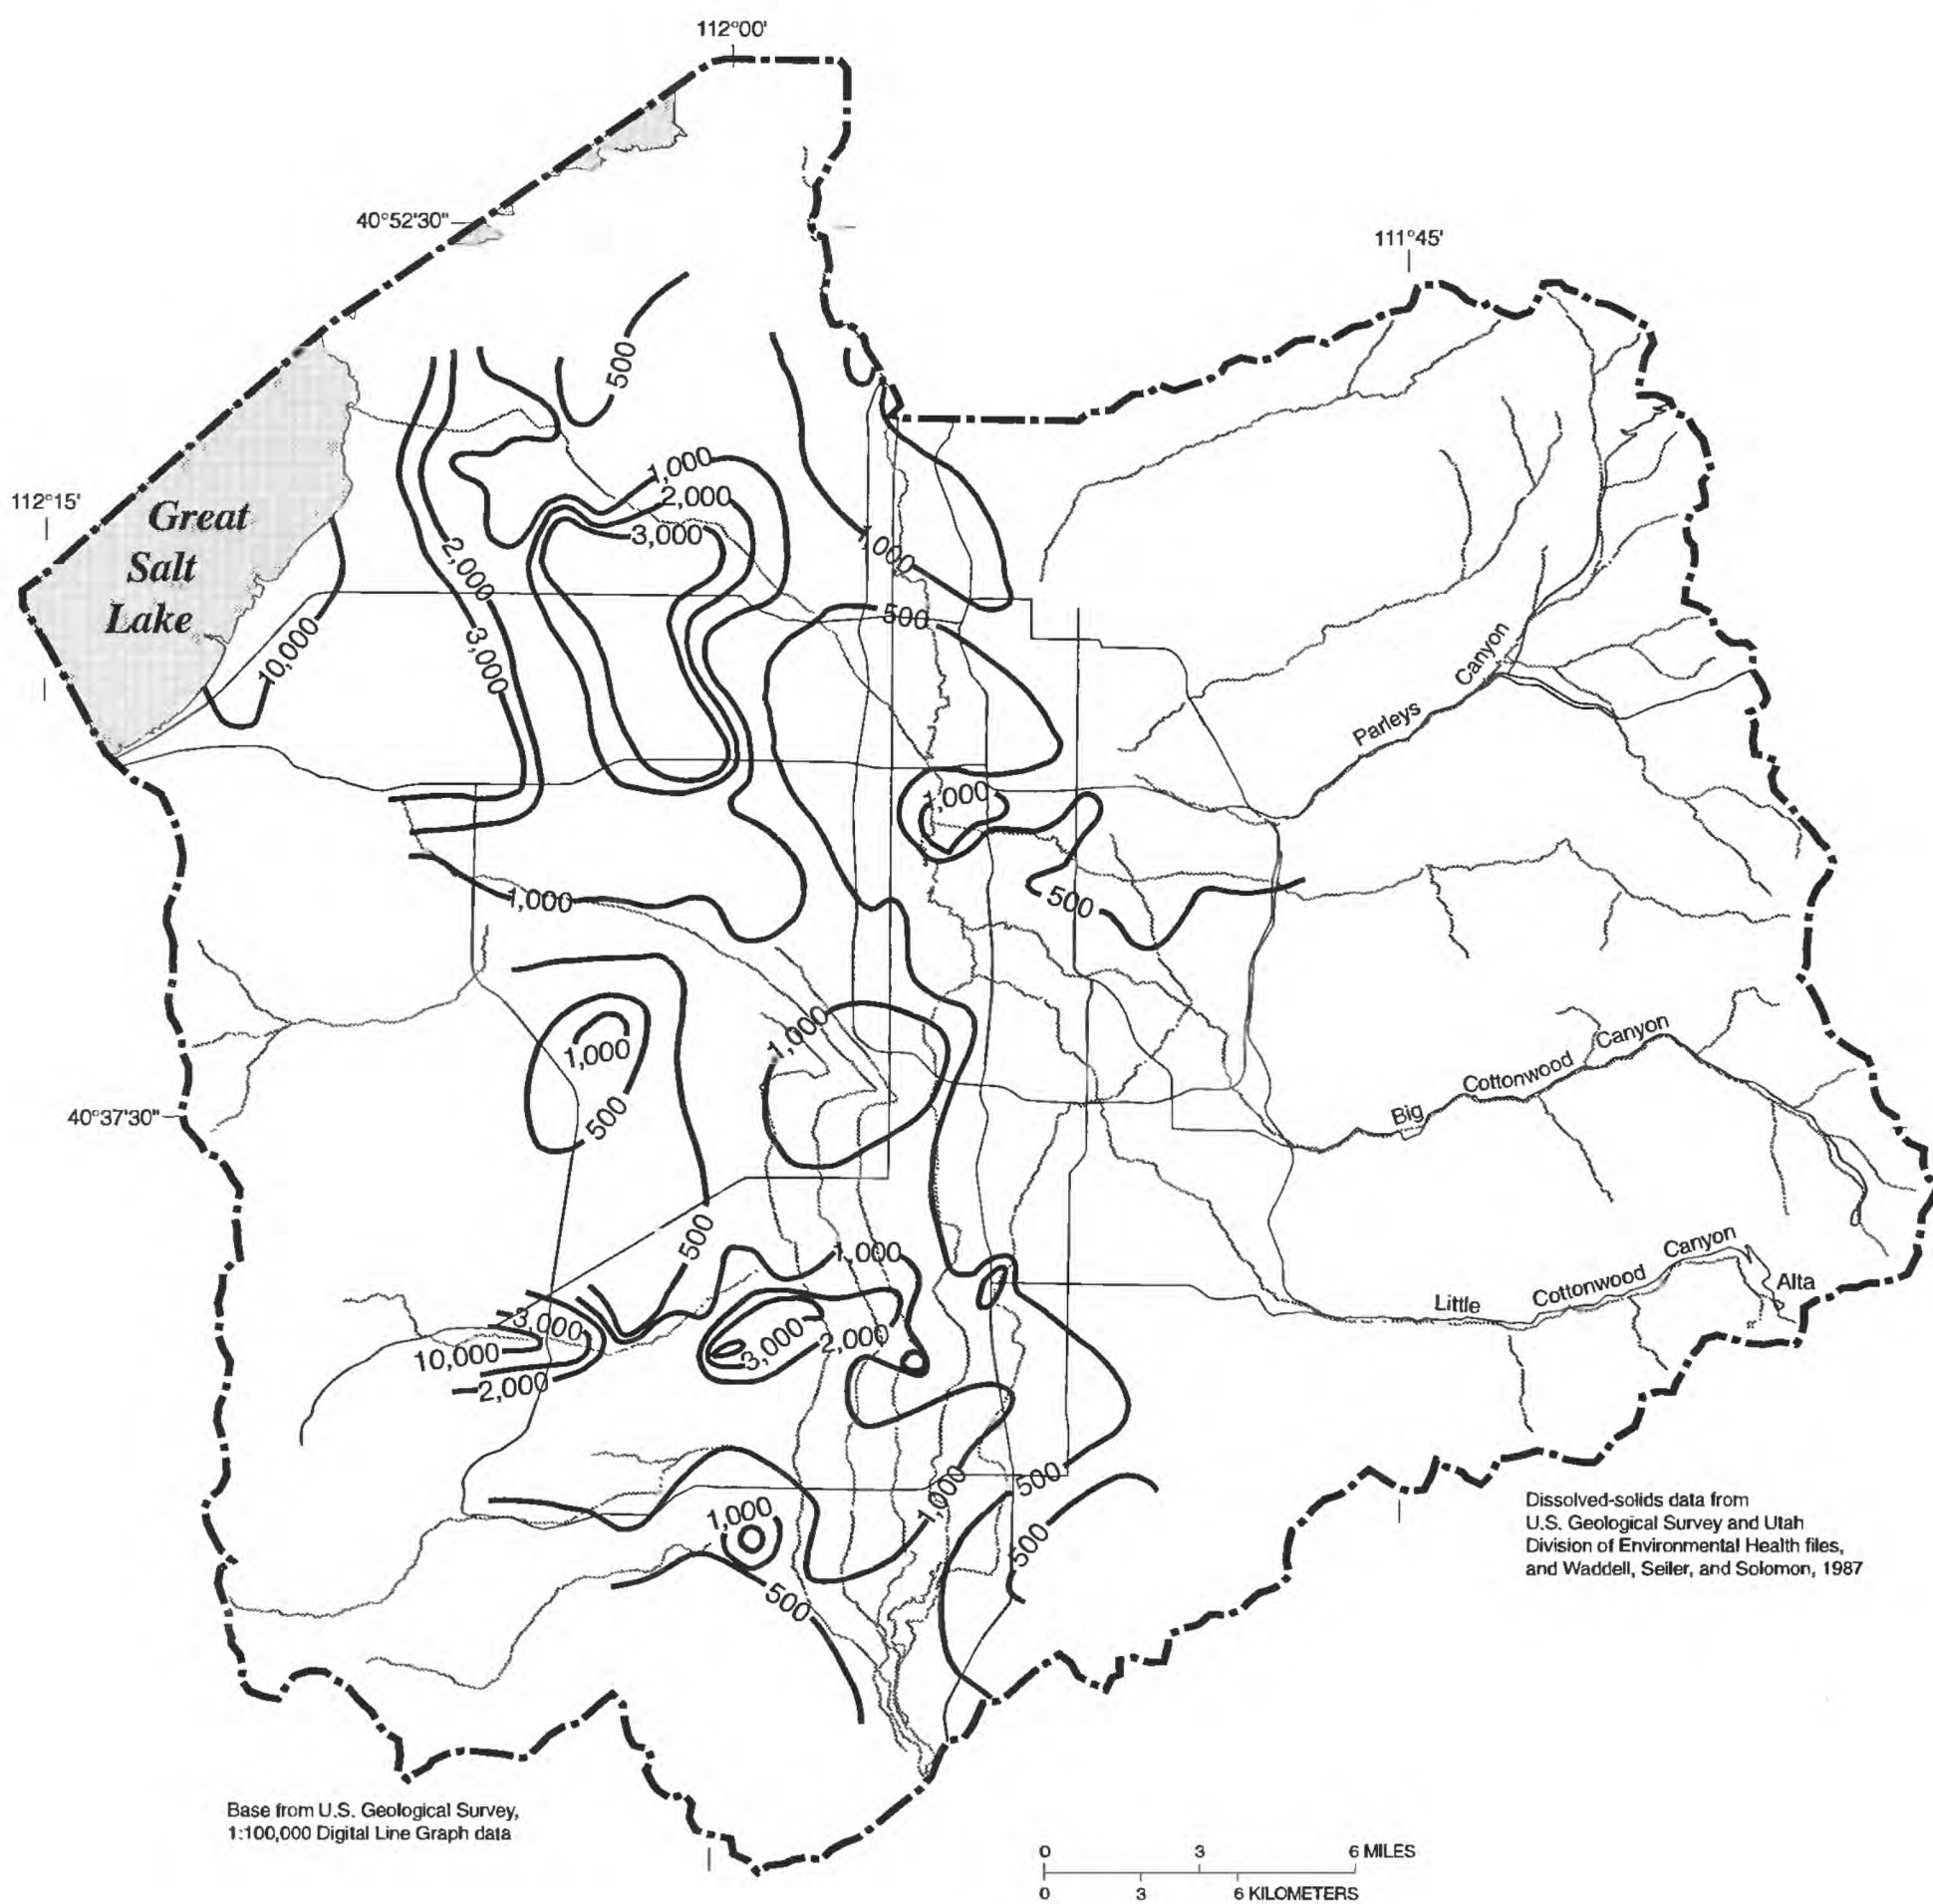 112°00'
40°52'30"
111°45'
500
1,000
2,000
3,000
112°15'
Great
Salt
Lake
1,000
2,000
500
10,000
3,000
Canyon
Parleys
1,000
1,000
500
1,000
1,000
Canyon
Cottonwood
Big
40°37'30"
500
500
1,000
Canyon
Cottonwood
Alta
Little
3,000
10,000
3,000
2,000
2,000
500
1,000
1,000
500
500
Dissolved-solids data from
U.S. Geological Survey and Utah
Division of Environmental Health files,
and Waddell, Seiler, and Solomon, 1987
Base from U.S. Geological Survey,
1:100,000 Digital Line Graph data
0 3 6 MILES
0 3 6 KILOMETERS